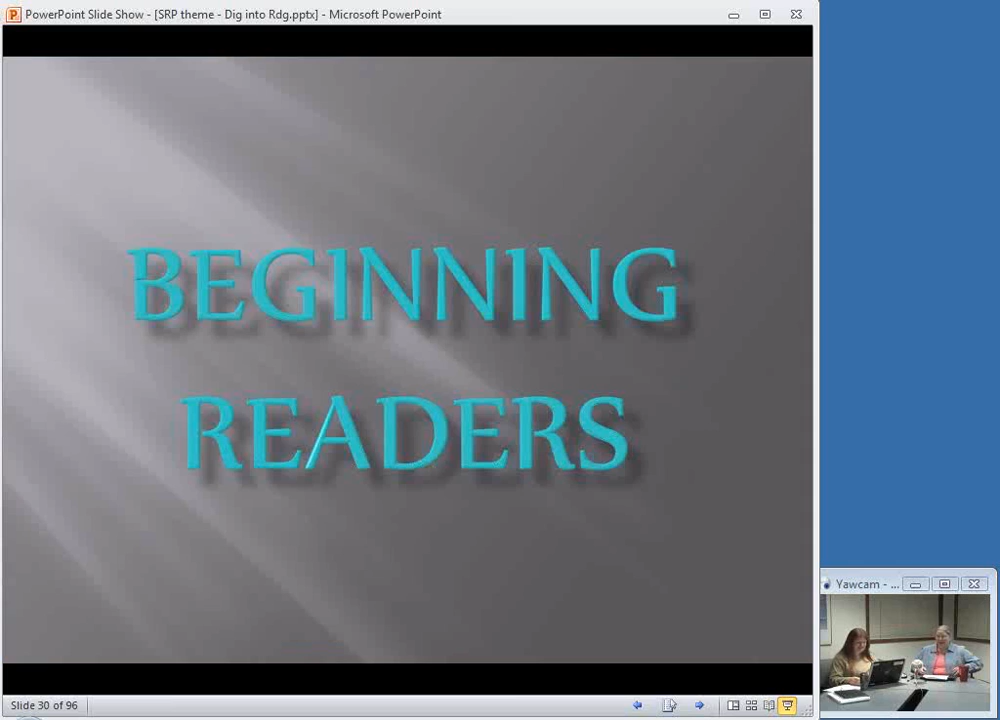 PowerPoint Slide Show - [SRP theme - Dig into Rdg.pptx] - Microsoft PowerPoint
BEGINNING
READERS
Yawcam - ...
Slide 30 of 96